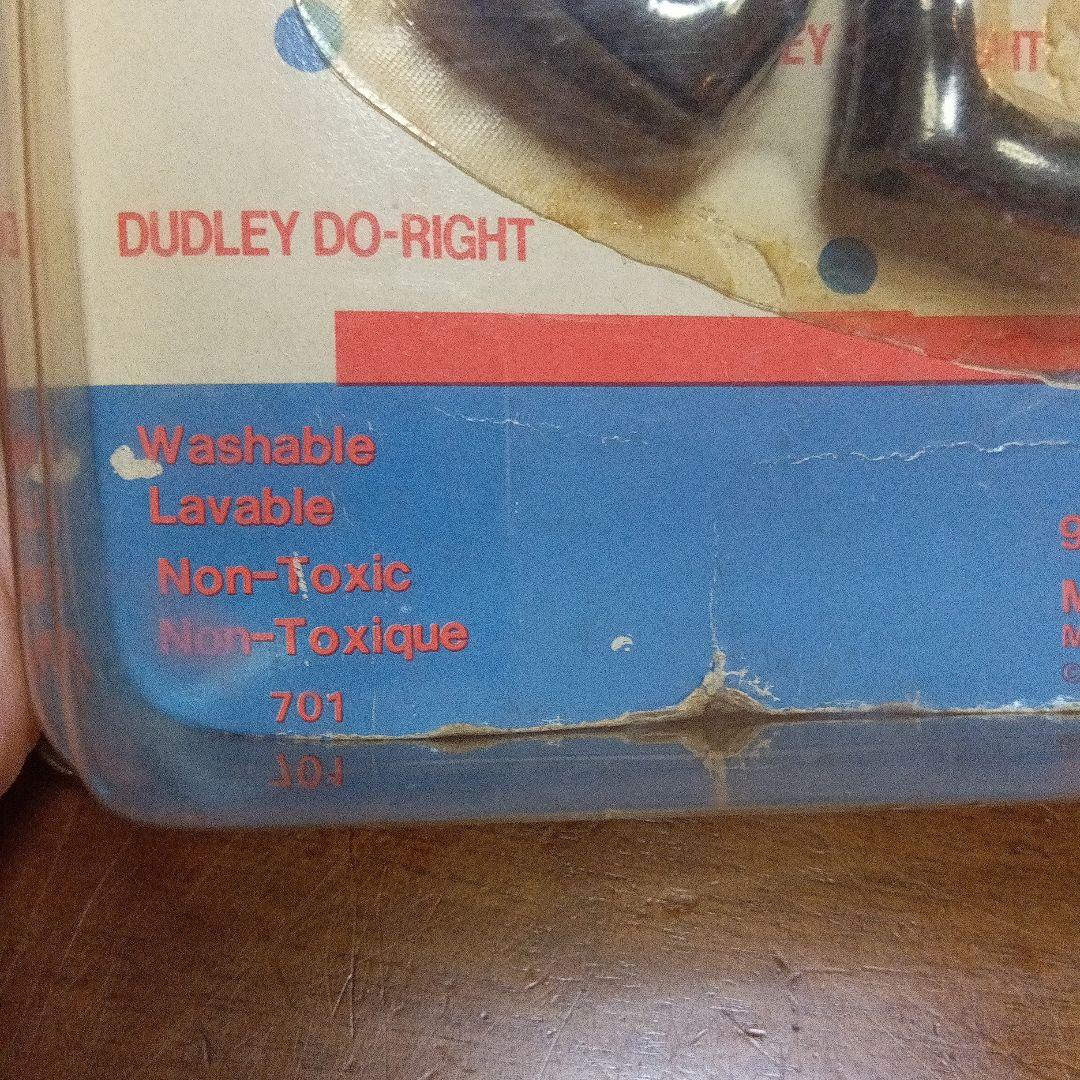 DUDLEY DO-RIGHT
Washable
Lavable
Non-Toxic
Non-Toxique
701